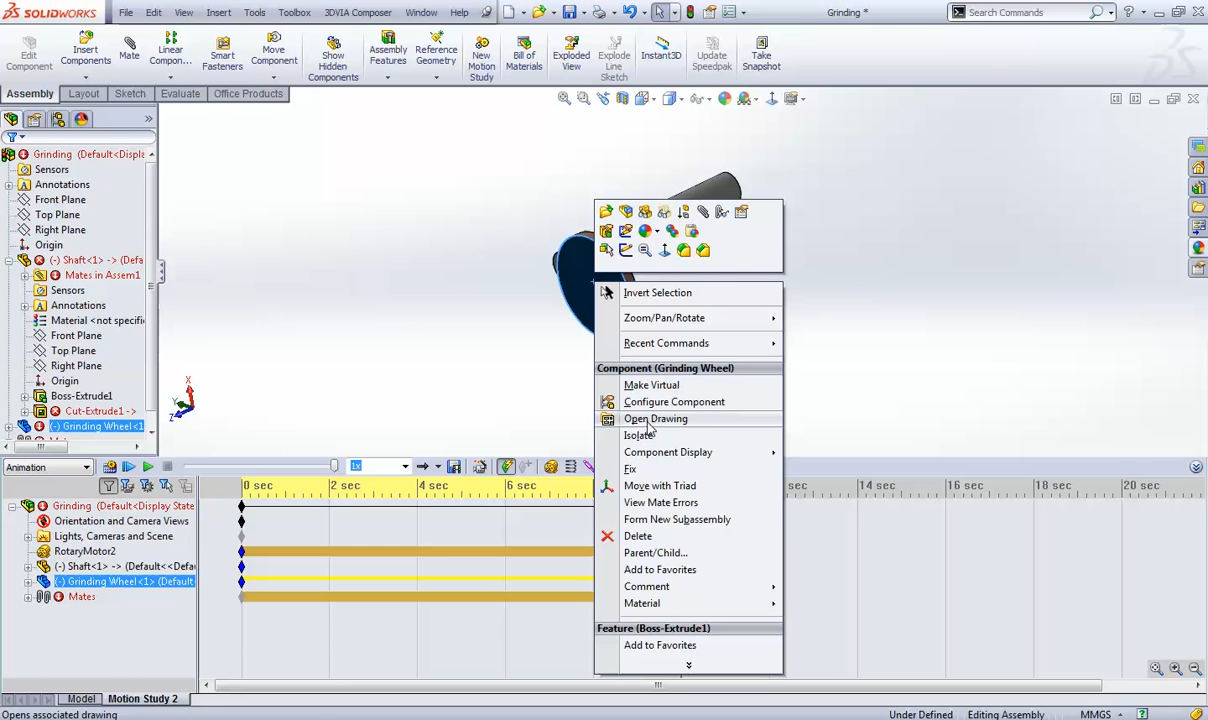 SOLIDWORKS File Edit View Insert Tools Toolbox 3DVIA Composer Window Help Grinding * Search Commands
Edit Component
Insert Components
Mate
Linear Compon...
Smart Fasteners
Move Component
Show Hidden Components
Assembly Features
Reference Geometry
New Motion Study
Bill of Materials
Exploded View
Explode Line Sketch
Instant3D
Update Speedpak
Take Snapshot
Assembly Layout Sketch Evaluate Office Products
Grinding (Default<Displa
Sensors
Annotations
Front Plane
Top Plane
Right Plane
Origin
(-) Shaft<1> -> (Defau
Mates in Assem1
Sensors
Annotations
Material <not specifi
Front Plane
Top Plane
Right Plane
Origin
Boss-Extrude1
Cut-Extrude1 ->
(-) Grinding Wheel<1
X
Z
Invert Selection
Zoom/Pan/Rotate
Recent Commands
Component (Grinding Wheel)
Make Virtual
Configure Component
Open Drawing
Isolate
Component Display
Fix
Move with Triad
View Mate Errors
Form New Subassembly
Delete
Parent/Child...
Add to Favorites
Comment
Material
Feature (Boss-Extrude1)
Add to Favorites
Animation 1x
0 sec 2 sec 4 sec 6 sec sec 14 sec 16 sec 18 sec 20 sec
Grinding (Default<Display State
Orientation and Camera Views
Lights, Cameras and Scene
RotaryMotor2
(-) Shaft<1> -> (Default<<Defa
(-) Grinding Wheel<1> (Default
Mates
Model Motion Study 2
Opens associated drawing Under Defined Editing Assembly MMGS